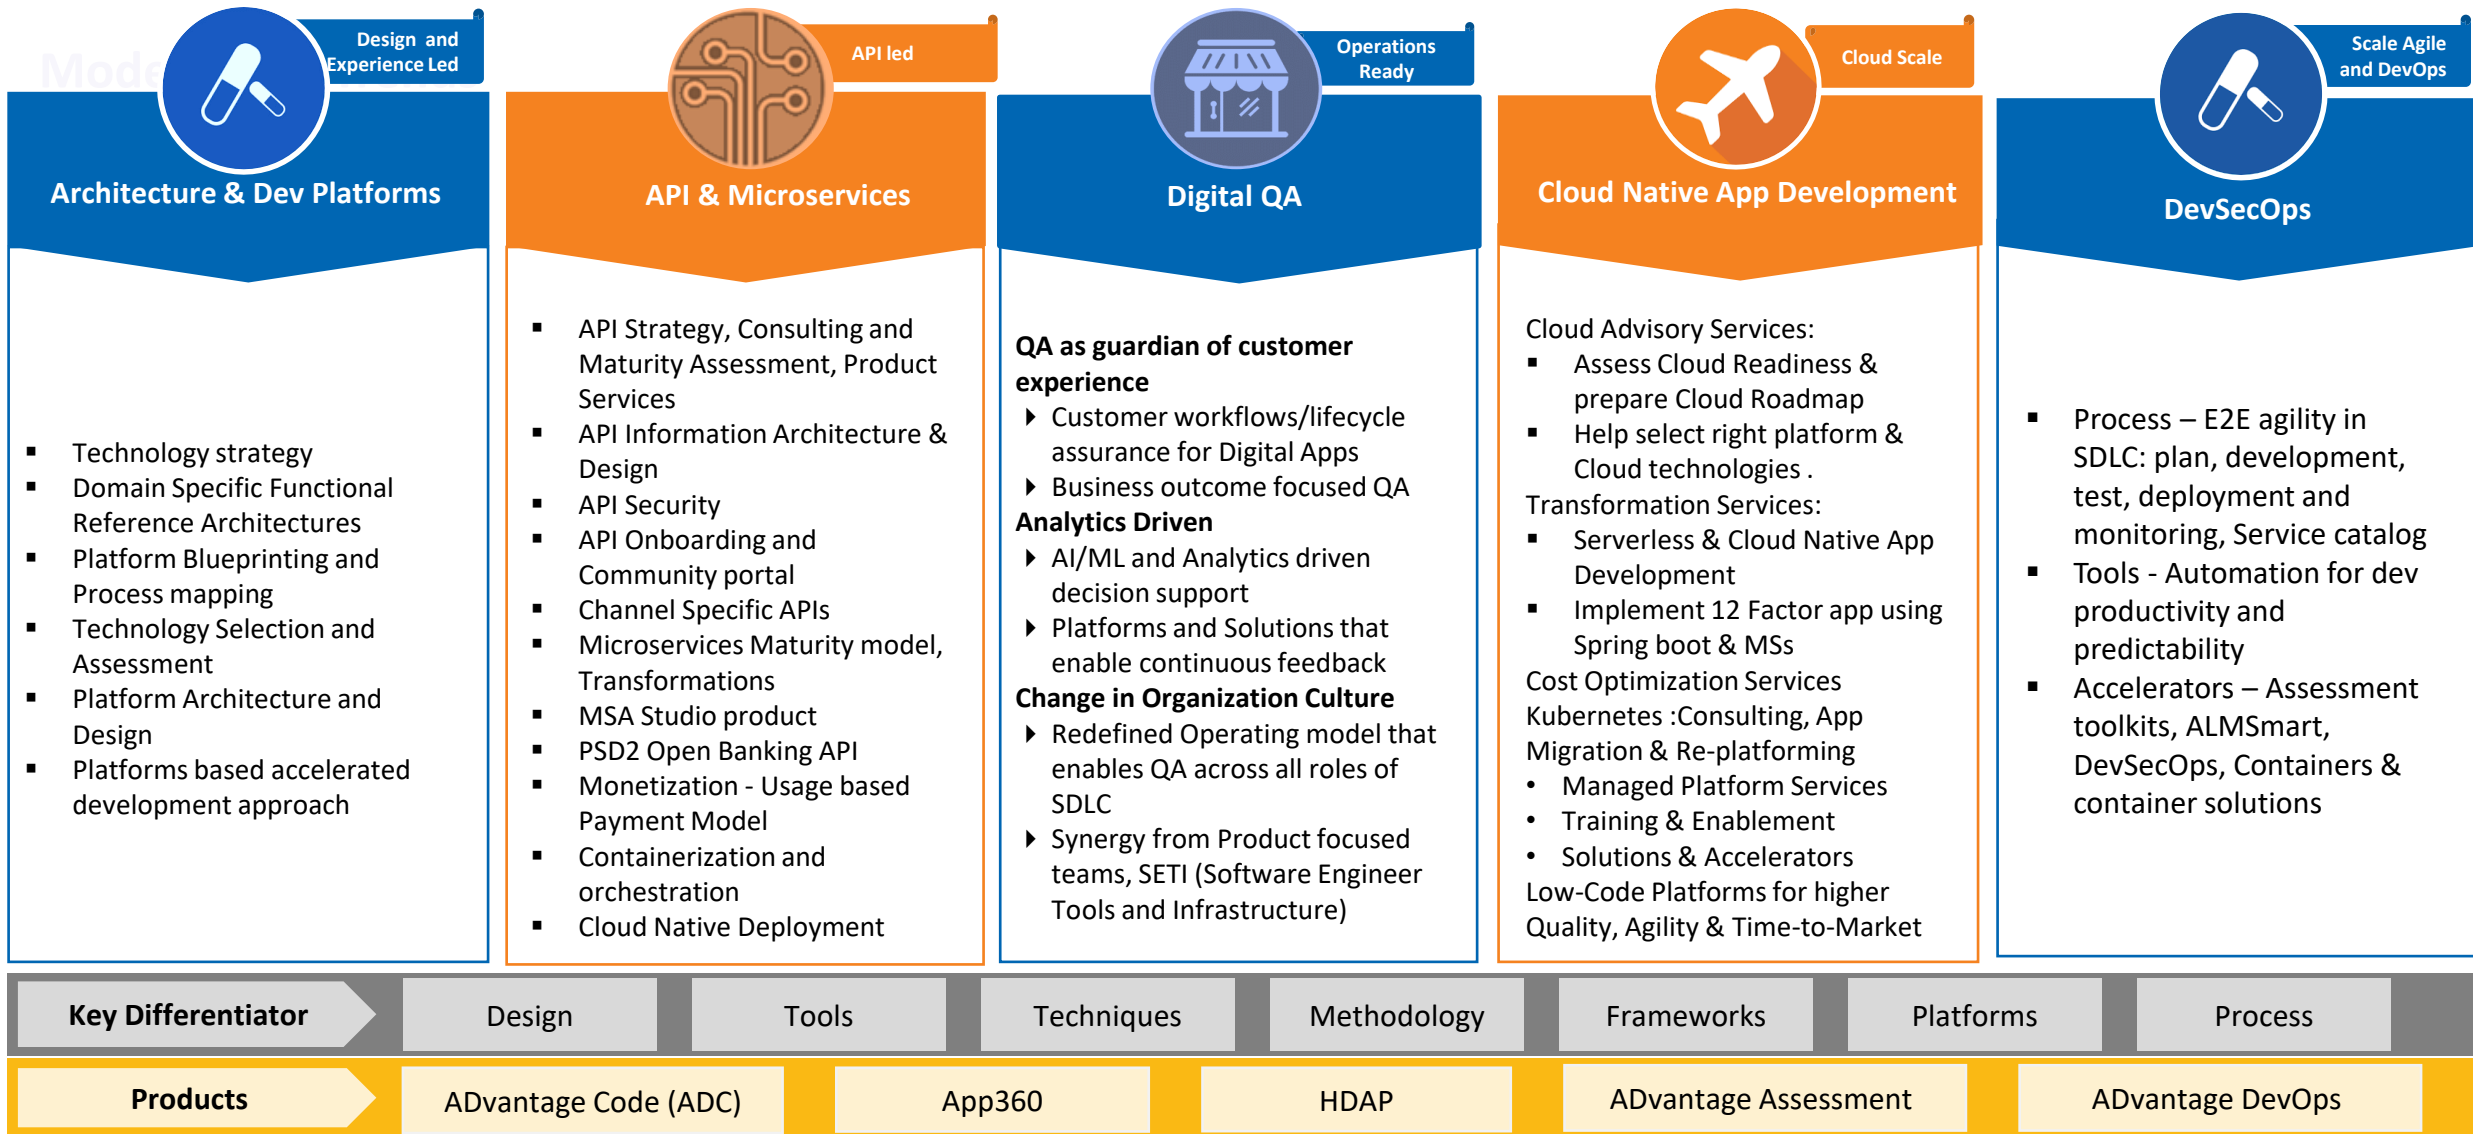 Design and
Experience Led
Architecture & Dev Platforms
▪ Technology strategy
▪ Domain Specific Functional
Reference Architectures
▪ Platform Blueprinting and
Process mapping
▪ Technology Selection and
Assessment
▪ Platform Architecture and
Design
▪ Platforms based accelerated
development approach
API led
API & Microservices
▪ API Strategy, Consulting and
Maturity Assessment, Product
Services
▪ API Information Architecture &
Design
▪ API Security
▪ API Onboarding and
Community portal
▪ Channel Specific APIs
▪ Microservices Maturity model,
Transformations
▪ MSA Studio product
▪ PSD2 Open Banking API
▪ Monetization - Usage based
Payment Model
▪ Containerization and
orchestration
▪ Cloud Native Deployment
Operations
Ready
Digital QA
QA as guardian of customer
experience
Customer workflows/lifecycle
assurance for Digital Apps
Business outcome focused QA
Analytics Driven
AI/ML and Analytics driven
decision support
Platforms and Solutions that
enable continuous feedback
Change in Organization Culture
Redefined Operating model that
enables QA across all roles of
SDLC
Synergy from Product focused
teams, SETI (Software Engineer
Tools and Infrastructure)
Cloud Scale
Cloud Native App Development
Cloud Advisory Services:
▪ Assess Cloud Readiness &
prepare Cloud Roadmap
▪ Help select right platform &
Cloud technologies .
Transformation Services:
▪ Serverless & Cloud Native App
Development
▪ Implement 12 Factor app using
Spring boot & MSs
Cost Optimization Services
Kubernetes :Consulting, App
Migration & Re-platforming
• Managed Platform Services
• Training & Enablement
• Solutions & Accelerators
Low-Code Platforms for higher
Quality, Agility & Time-to-Market
Scale Agile
and DevOps
DevSecOps
▪ Process – E2E agility in
SDLC: plan, development,
test, deployment and
monitoring, Service catalog
▪ Tools - Automation for dev
productivity and
predictability
▪ Accelerators – Assessment
toolkits, ALMSmart,
DevSecOps, Containers &
container solutions
Key Differentiator
Design
Tools
Techniques
Methodology
Frameworks
Platforms
Process
Products
ADvantage Code (ADC)
App360
HDAP
ADvantage Assessment
ADvantage DevOps